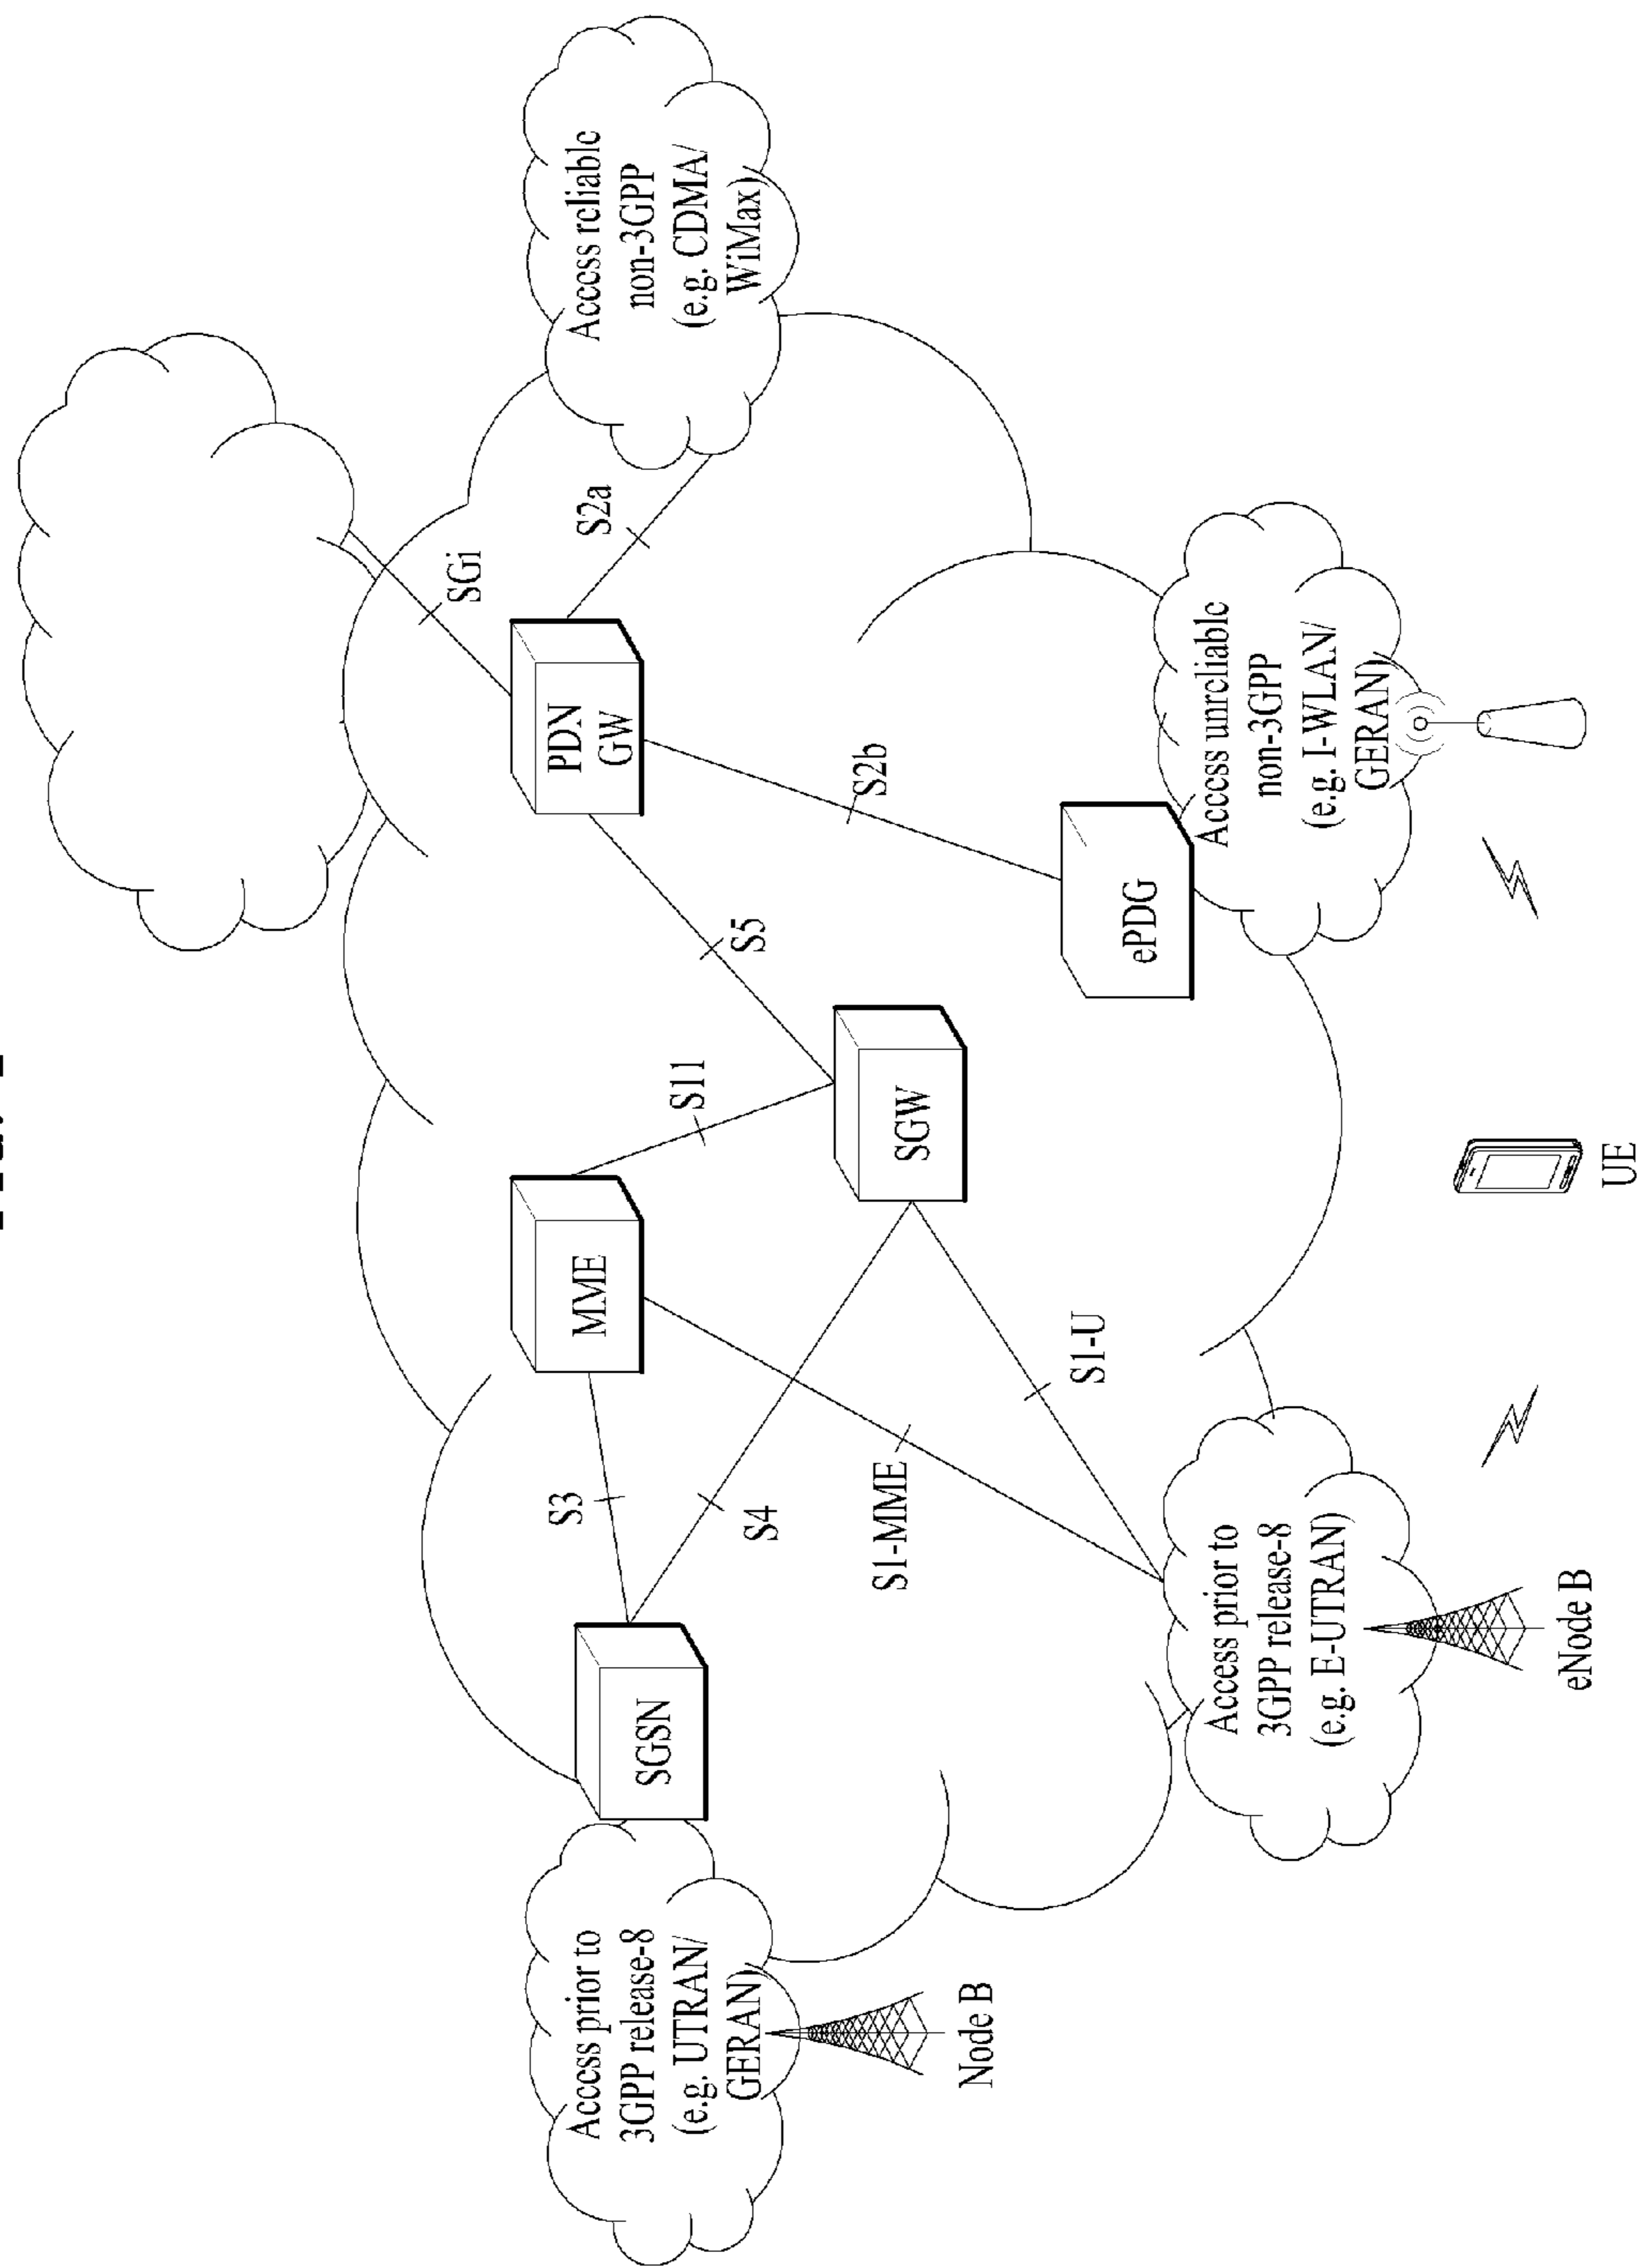 SGi
S3
S2a
Access prior to
3GPP release-8
(e.g. UTRAN/
GERAN)
SGSN
MME
S11
PDN
GW
Access reliable
non-3GPP
(e.g. CDMA/
WiMax)
S4
S5
S1-MME
SGW
S2b
Node B
S1-U
ePDG
Access prior to
3GPP release-8
(e.g. E-UTRAN)
Access unreliable
non-3GPP
(e.g. I-WLAN/
GERAN)
eNode B
UE